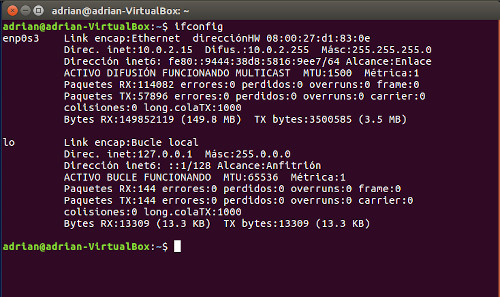 adrian@adrian-VirtualBox: ~
adrian@adrian-VirtualBox:~$ ifconfig
enp0s3 Link encap:Ethernet direcciónHW 08:00:27:d1:83:0e
Direc. inet:10.0.2.15 Difus.:10.0.2.255 Másc:255.255.255.0
Dirección inet6: fe80::9444:38d8:5816:9ee7/64 Alcance:Enlace
ACTIVO DIFUSIÓN FUNCIONANDO MULTICAST MTU:1500 Métrica:1
Paquetes RX:114082 errores:0 perdidos:0 overruns:0 frame:0
Paquetes TX:57896 errores:0 perdidos:0 overruns:0 carrier:0
colisiones:0 long.colaTX:1000
Bytes RX:149852119 (149.8 MB) TX bytes:3500585 (3.5 MB)
lo Link encap:Bucle local
Direc. inet:127.0.0.1 Másc:255.0.0.0
Dirección inet6: ::1/128 Alcance:Anfitrión
ACTIVO BUCLE FUNCIONANDO MTU:65536 Métrica:1
Paquetes RX:144 errores:0 perdidos:0 overruns:0 frame:0
Paquetes TX:144 errores:0 perdidos:0 overruns:0 carrier:0
colisiones:0 long.colaTX:1000
Bytes RX:13309 (13.3 KB) TX bytes:13309 (13.3 KB)
adrian@adrian-VirtualBox:~$